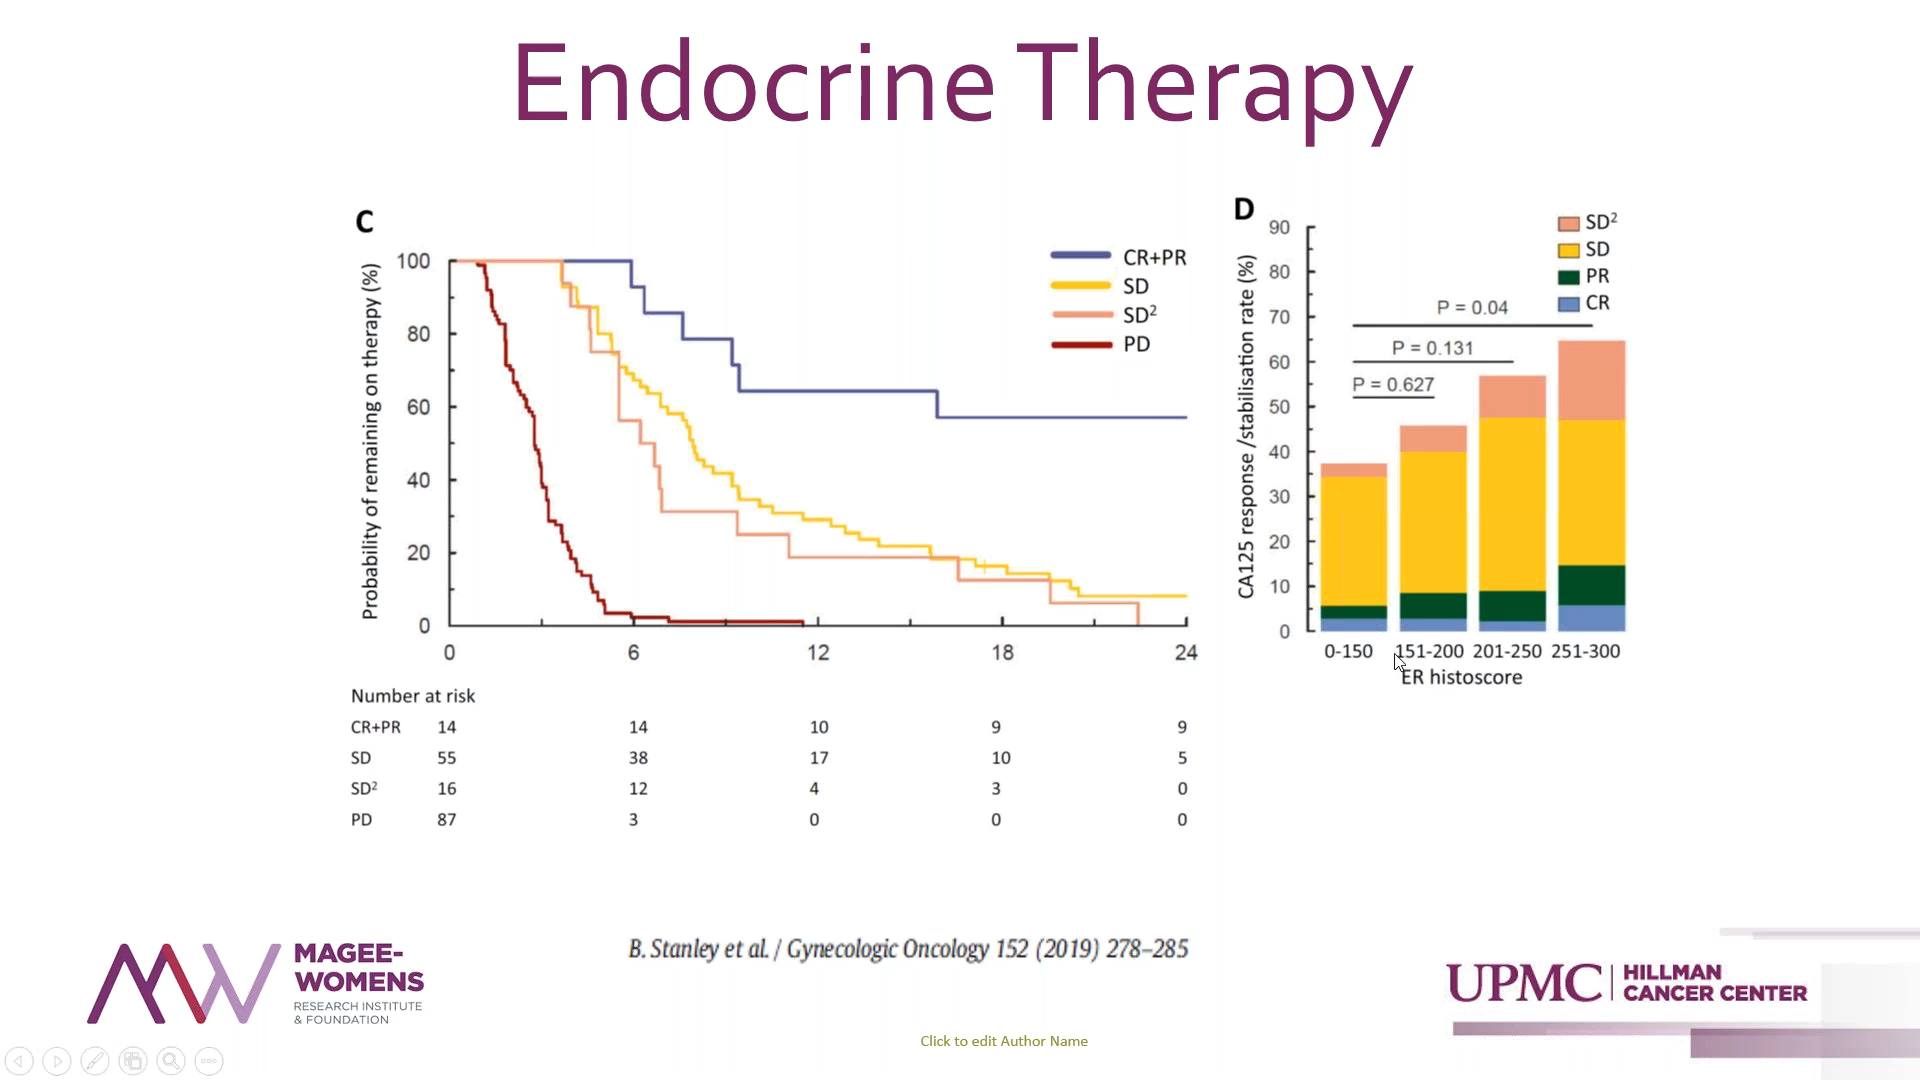 Endocrine Therapy
C
Probability of remaining on therapy (%)
100
80
60
40
20
0
0 6 12 18 24
CR+PR
SD
SD²
PD
Number at risk
CR+PR 14 14 10 9 9
SD 55 38 17 10 5
SD² 16 12 4 3 0
PD 87 3 0 0 0
D
CA125 response /stabilisation rate (%)
90
80
70
60
50
40
30
20
10
0
SD²
SD
PR
CR
P = 0.04
P = 0.131
P = 0.627
0-150 151-200 201-250 251-300
ER histoscore
B. Stanley et al. / Gynecologic Oncology 152 (2019) 278–285
MAGEE-
WOMENS
RESEARCH INSTITUTE
& FOUNDATION
UPMC
HILLMAN
CANCER CENTER
Click to edit Author Name